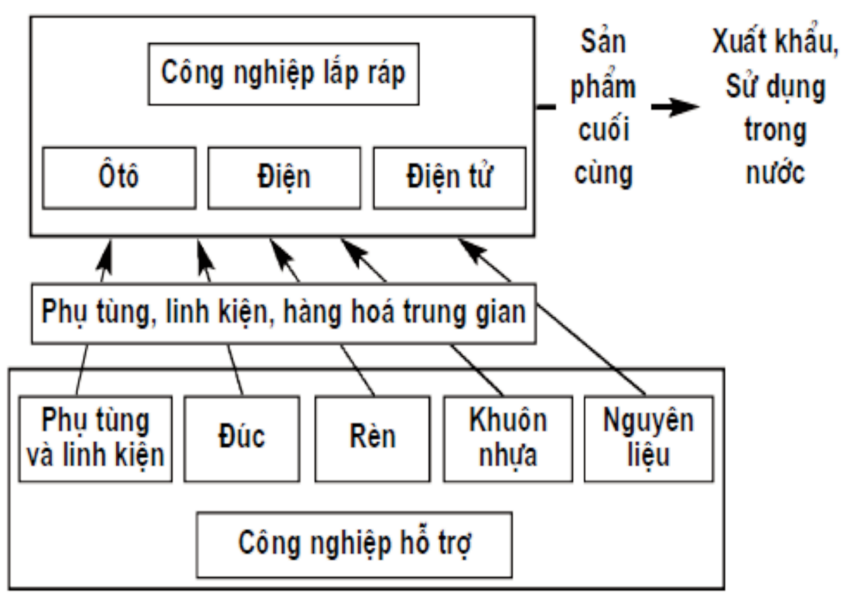 Công nghiệp lắp ráp
Ôtô
Điện
Điện tử
Sản
phẩm
cuối
cùng
Xuất khẩu,
Sử dụng
trong
nước
Phụ tùng, linh kiện, hàng hoá trung gian
Phụ tùng
và linh kiện
Đúc
Rèn
Khuôn
nhựa
Nguyên
liệu
Công nghiệp hỗ trợ